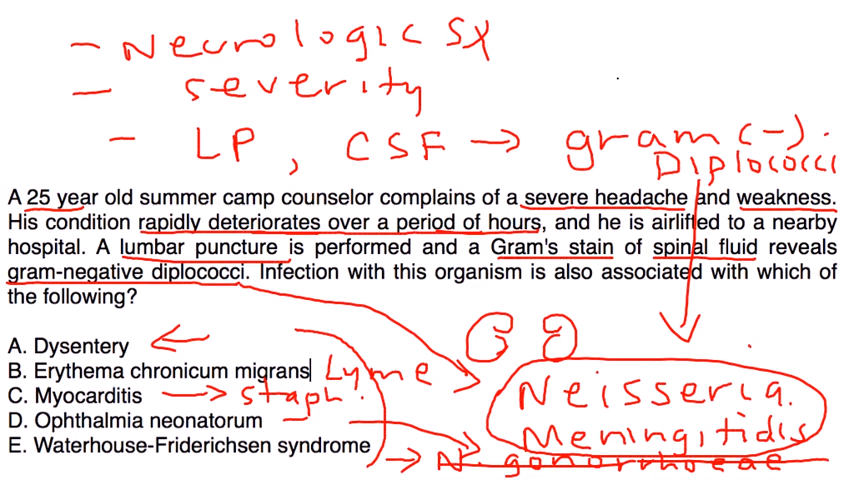 - Neurologic SX
- severity
- LP, CSF → gram (-).
Diplococci
A 25 year old summer camp counselor complains of a severe headache and weakness.
His condition rapidly deteriorates over a period of hours, and he is airlifted to a nearby
hospital. A lumbar puncture is performed and a Gram's stain of spinal fluid reveals
gram-negative diplococci. Infection with this organism is also associated with which of
the following?
A. Dysentery
B. Erythema chronicum migrans Lyme
C. Myocarditis → staph.
D. Ophthalmia neonatorum
E. Waterhouse-Friderichsen syndrome
Neisseria.
Meningitidis
→ N. gonorrhoeae